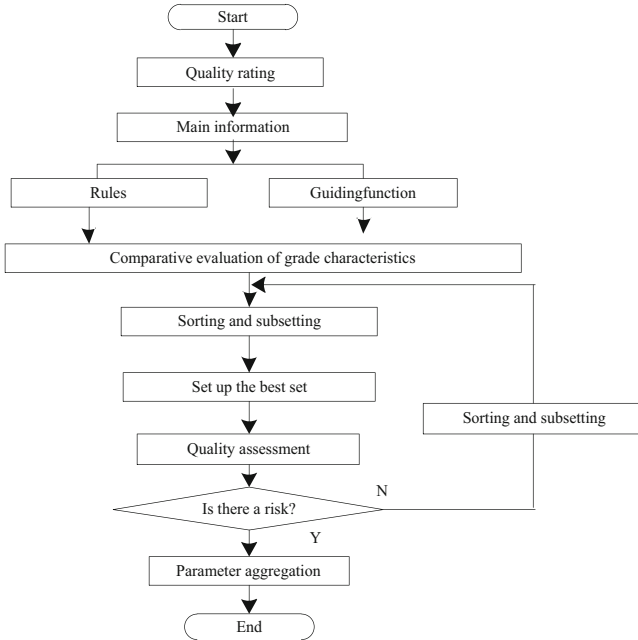 Start
Quality rating
Main information
Rules
Guidingfunction
Comparative evaluation of grade characteristics
Sorting and subsetting
Set up the best set
Sorting and subsetting
Quality assessment
N
Is there a risk?
Y
Parameter aggregation
End